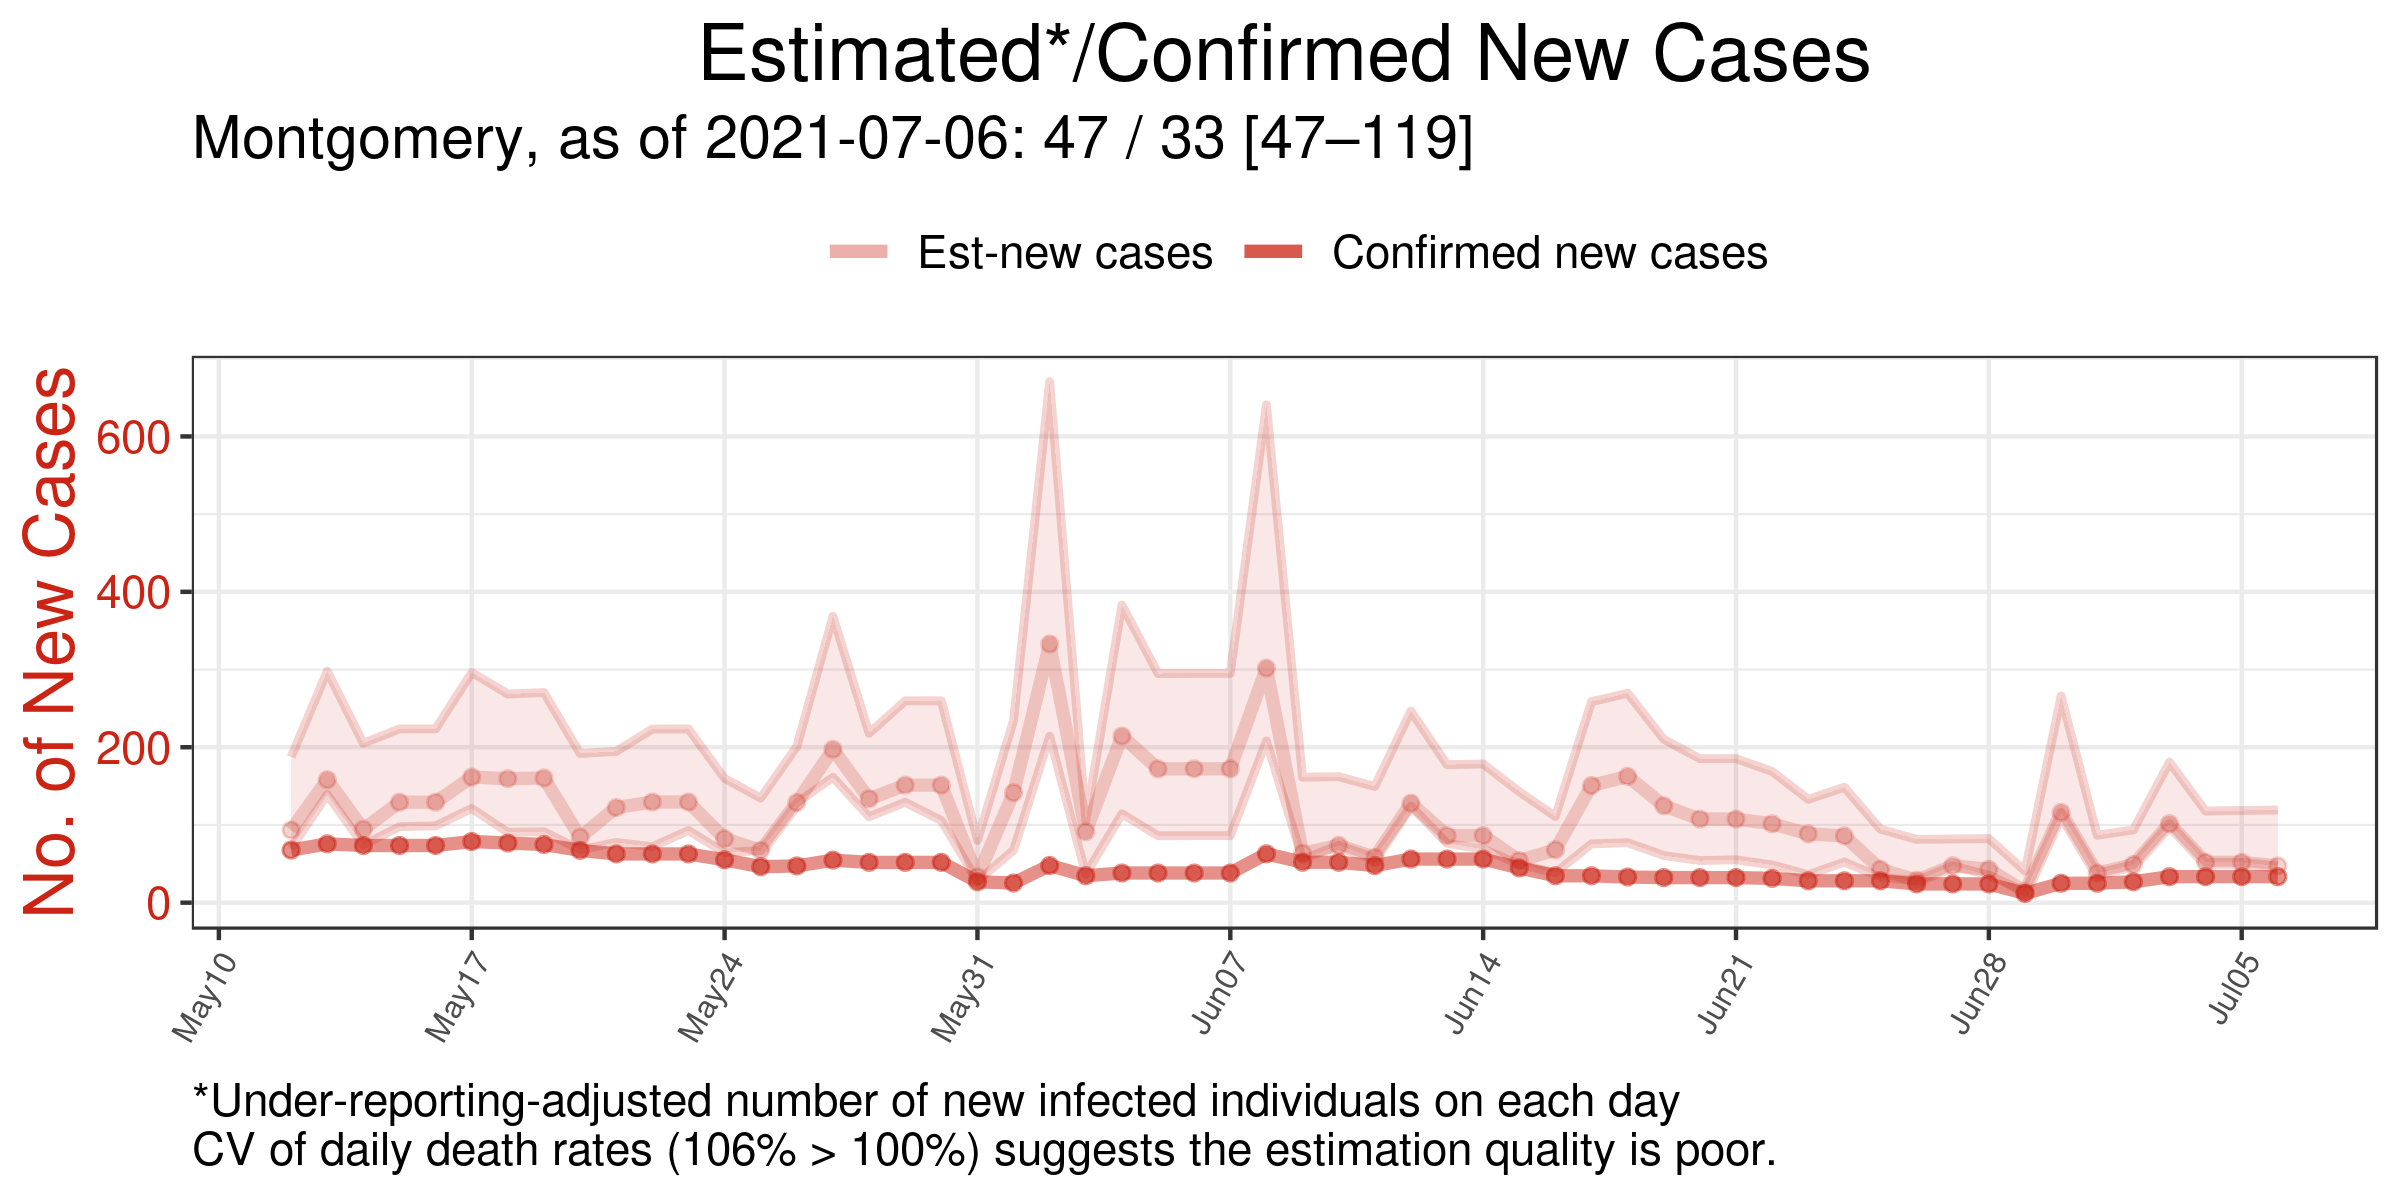 Estimated*/Confirmed New Cases
Montgomery, as of 2021-07-06: 47 / 33 [47–119]
Est-new cases
Confirmed new cases
No. of New Cases
600
400
200
0
May10
May17
May24
May31
Jun07
Jun14
Jun21
Jun28
Jul05
*Under-reporting-adjusted number of new infected individuals on each day
CV of daily death rates (106% > 100%) suggests the estimation quality is poor.